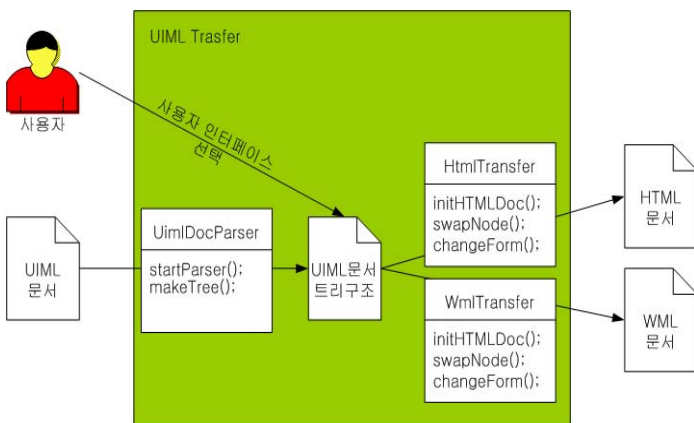 UIML Trasfer
사용자
사용자 인터페이스
선택
UIML
문서
UimlDocParser
startParser();
makeTree();
UIML문서
트리구조
HtmlTransfer
initHTMLDoc();
swapNode();
changeForm();
HTML
문서
WmlTransfer
initHTMLDoc();
swapNode();
changeForm();
WML
문서